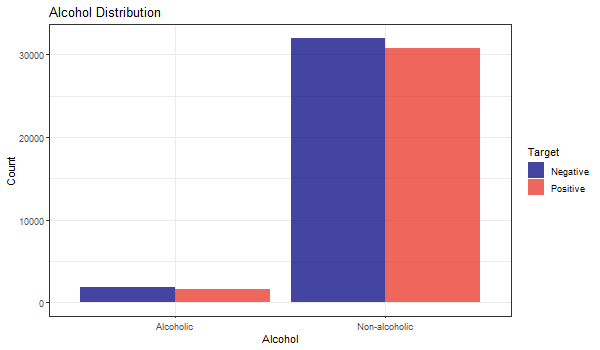 Alcohol Distribution
30000
20000
10000
0
Count
Alcoholic
Non-alcoholic
Alcohol
Target
Negative
Positive